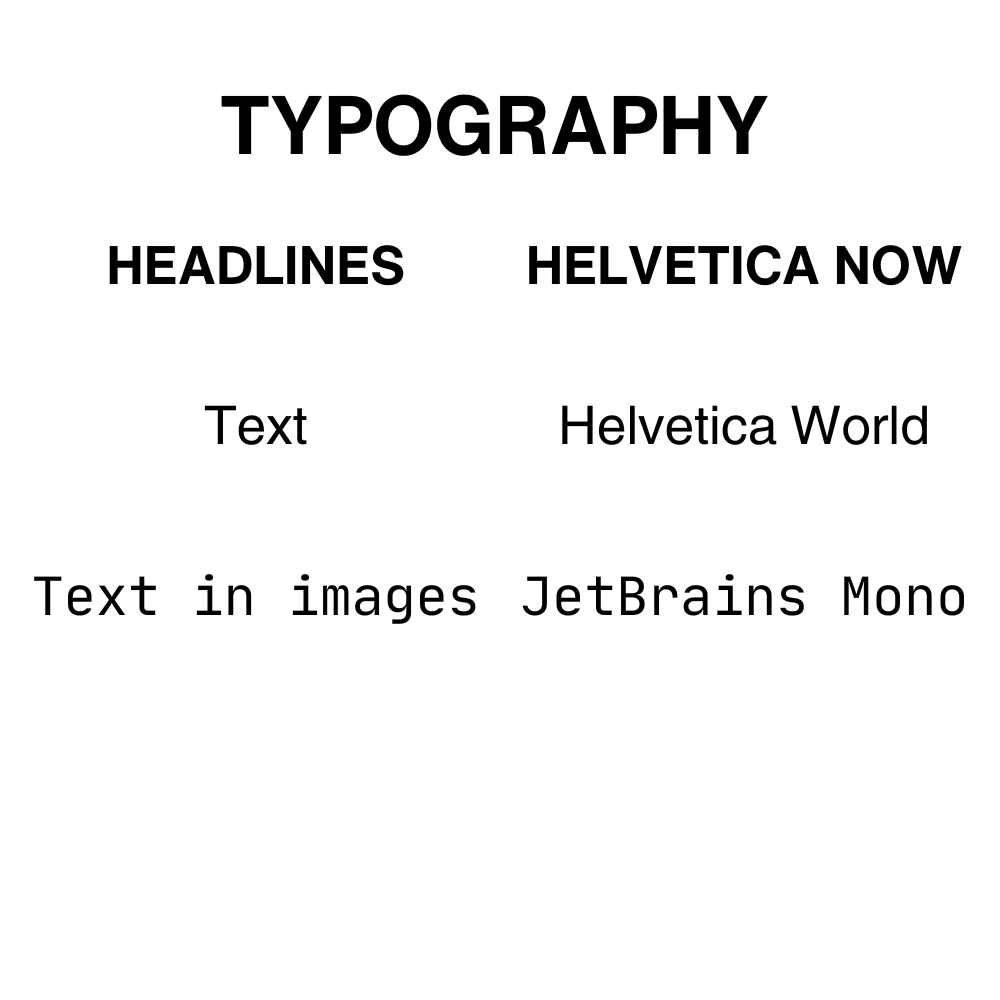 TYPOGRAPHY
HEADLINES HELVETICA NOW
Text Helvetica World
Text in images JetBrains Mono